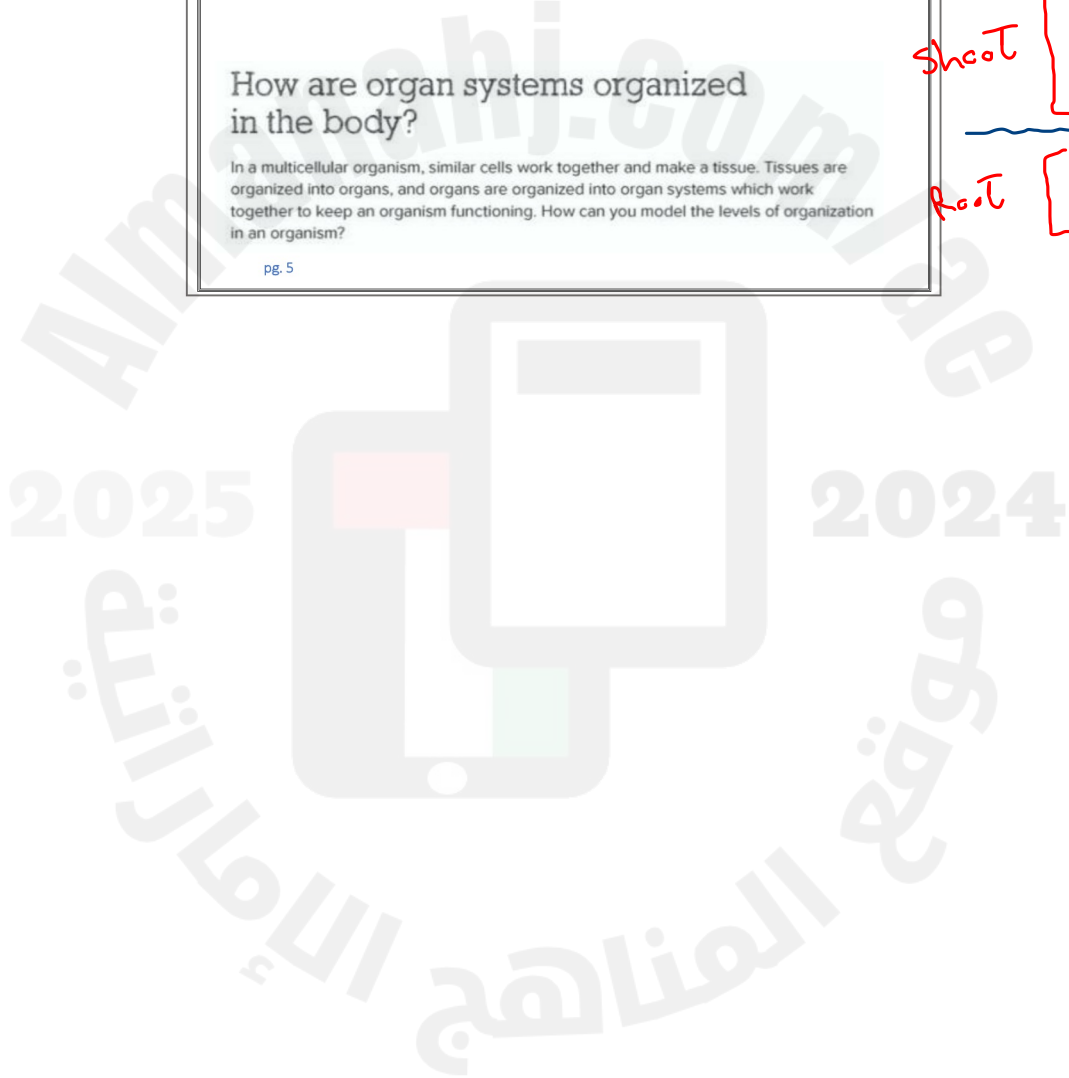 How are organ systems organized
in the body?
In a multicellular organism, similar cells work together and make a tissue. Tissues are
organized into organs, and organs are organized into organ systems which work
together to keep an organism functioning. How can you model the levels of organization
in an organism?
pg. 5
Shoot
Root
Almanahj.com/ae
2025
2024
موقع المناهج الإماراتية